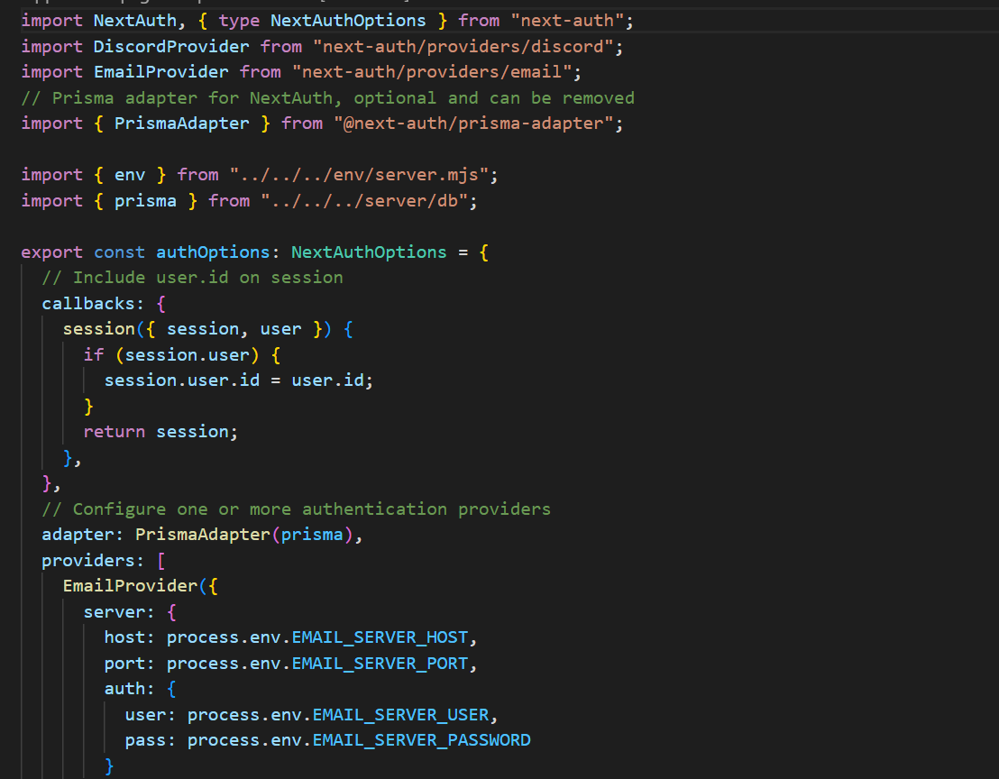 import NextAuth, { type NextAuthOptions } from "next-auth";
import DiscordProvider from "next-auth/providers/discord";
import EmailProvider from "next-auth/providers/email";
// Prisma adapter for NextAuth, optional and can be removed
import { PrismaAdapter } from "@next-auth/prisma-adapter";

import { env } from "../../../env/server.mjs";
import { prisma } from "../../../server/db";

export const authOptions: NextAuthOptions = {
  // Include user.id on session
  callbacks: {
    session({ session, user }) {
      if (session.user) {
        session.user.id = user.id;
      }
      return session;
    },
  },
  // Configure one or more authentication providers
  adapter: PrismaAdapter(prisma),
  providers: [
    EmailProvider({
      server: {
        host: process.env.EMAIL_SERVER_HOST,
        port: process.env.EMAIL_SERVER_PORT,
        auth: {
          user: process.env.EMAIL_SERVER_USER,
          pass: process.env.EMAIL_SERVER_PASSWORD
        }